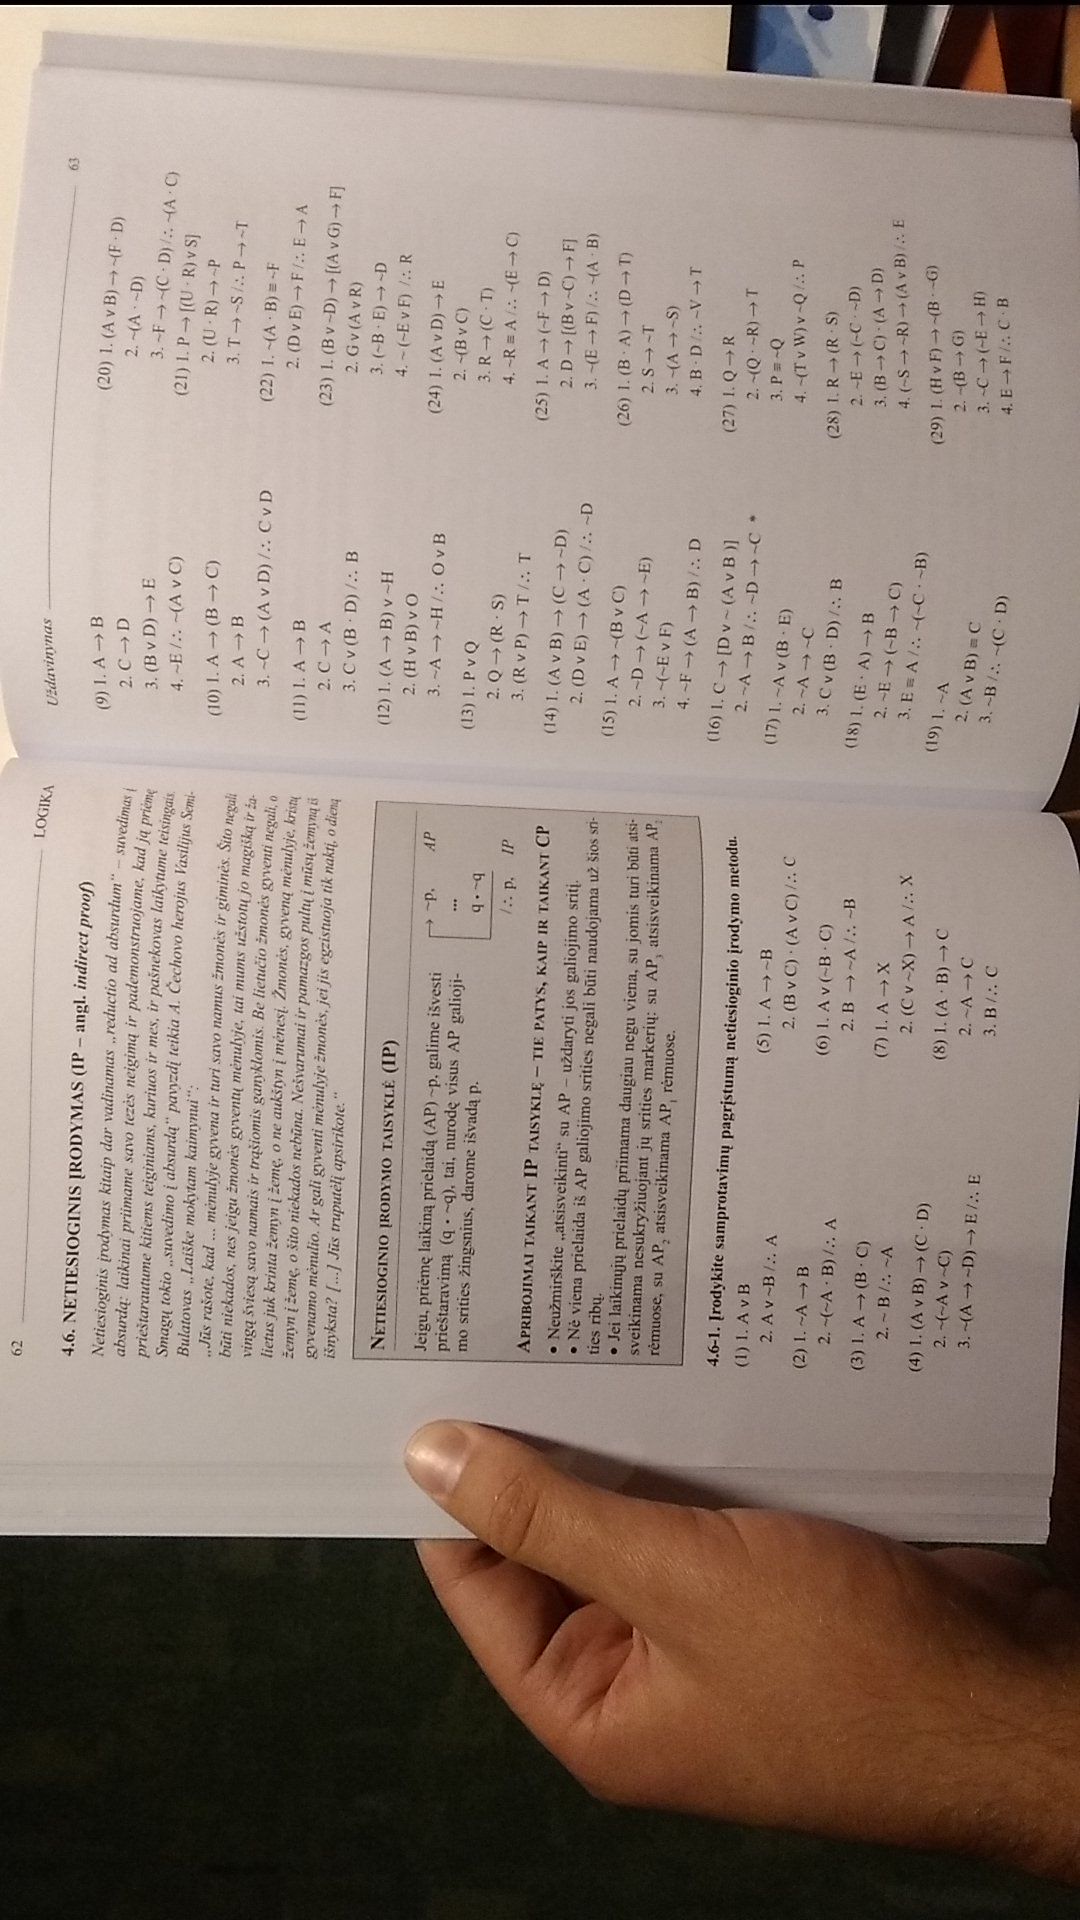 62
LOGIKA
4.6. NETIESIOGINIS ĮRODYMAS (IP – angl. indirect proof)
Netiesioginis įrodymas kitaip dar vadinamas „reductio ad absurdum“ – suvedimas į
absurdą: laikinai priimame savo tezės neigimą ir pademonstruojame, kad ją priėmę
prieštarautume kitiems teiginiams, kuriuos ir mes, ir pašnekovas laikytume teisingais.
Smagų tokio „suvedimo į absurdą“ pavyzdį teikia A. Čechovo herojus Vasilijus Semi-
Bulatovas „Laiške mokytam kaimynui“:
„Jūs rašote, kad ... mėnulyje gyvena ir turi savo namus žmonės ir giminės. Šito negali
būti niekados, nes jeigu žmonės gyventų mėnulyje, tai mums užstotų jo magišką ir ža-
vingą šviesą savo namais ir trąšiomis ganyklomis. Be lietučio žmonės gyventi negali, o
lietus juk krinta žemyn į žemę, o ne aukštyn į mėnesį. Žmonės, gyveną mėnulyje, kristų
žemyn į žemę, o šito niekados nebūna. Nešvarumai ir pamazgos pultų į mūsų žemyną iš
gyvenamo mėnulio. Ar gali gyventi mėnulyje žmonės, jei jis egzistuoja tik naktį, o dieną
išnyksta? [...] Jūs truputėlį apsirikote.“
NETIESIOGINIO ĮRODYMO TAISYKLĖ (IP)
Jeigu, priėmę laikiną prielaidą (AP) ~p, galime išvesti
prieštaravimą (q • ~q), tai, nurodę visus AP galioji-
mo srities žingsnius, darome išvadą p.
→ ~p, AP
...
q • ~q
/∴ p, IP
APRIBOJIMAI TAIKANT IP TAISYKLĘ – TIE PATYS, KAIP IR TAIKANT CP
• Neužmirškite „atsisveikinti“ su AP – uždaryti jos galiojimo sritį.
• Nė viena prielaida iš AP galiojimo srities negali būti naudojama už šios sri-
ties ribų.
• Jei laikinųjų prielaidų priimama daugiau negu viena, su jomis turi būti atsi-
sveikinama nesukryžiuojant jų srities markerių: su AP₃ atsisveikinama AP₂
rėmuose, su AP₂ atsisveikinama AP₁ rėmuose.
4.6-1. Įrodykite samprotavimų pagrįstumą netiesioginio įrodymo metodu.
(1) 1. A v B
2. A v ~B /∴ A
(2) 1. ~A → B
2. ~(~A · B) /∴ A
(3) 1. A → (B · C)
2. ~ B /∴ ~A
(4) 1. (A v B) → (C · D)
2. ~(~A v ~C)
3. ~(A → ~D) → E /∴ E
(5) 1. A → ~B
2. (B v C) · (A v C) /∴ C
(6) 1. A v (~B · C)
2. B → ~A /∴ ~B
(7) 1. A → X
2. (C v ~X) → A /∴ X
(8) 1. (A · B) → C
2. ~A → C
3. B /∴ C
Uždavinynas
63
(9) 1. A → B
2. C → D
3. (B v D) → E
4. ~E /∴ ~(A v C)
(10) 1. A → (B → C)
2. A → B
3. ~C → (A v D) /∴ C v D
(11) 1. A → B
2. C → A
3. C v (B · D) /∴ B
(12) 1. (A → B) v ~H
2. (H v B) v O
3. ~A → ~H /∴ O v B
(13) 1. P v Q
2. Q → (R · S)
3. (R v P) → T /∴ T
(14) 1. (A v B) → (C → ~D)
2. (D v E) → (A · C) /∴ ~D
(15) 1. A → ~(B v C)
2. ~D → (~A → ~E)
3. ~(~E v F)
4. ~F → (A → B) /∴ D
(16) 1. C → [D v ~ (A v B )]
2. ~A → B /∴ ~D → ~C *
(17) 1. ~A v (B · E)
2. ~A → ~C
3. C v (B · D) /∴ B
(18) 1. (E · A) → B
2. ~E → (~B → C)
3. E ≡ A /∴ ~(~C · ~B)
(19) 1. ~A
2. (A v B) ≡ C
3. ~B /∴ ~(C · D)
(20) 1. (A v B) → ~(F · D)
2. ~(A · ~D)
3. ~F → ~(C · D) /∴ ~(A · C)
(21) 1. P → [(U · R) v S]
2. (U · R) → ~P
3. T → ~S /∴ P → ~T
(22) 1. ~(A · B) ≡ ~F
2. (D v E) → F /∴ E → A
(23) 1. (B v ~D) → [(A v G) → F]
2. G v (A v R)
3. (~B · E) → ~D
4. ~ (~E v F) /∴ R
(24) 1. (A v D) → E
2. ~(B v C)
3. R → (C · T)
4. ~R ≡ A /∴ ~(E → C)
(25) 1. A → (~F → D)
2. D → [(B v ~C) → F]
3. ~(E → F) /∴ ~(A · B)
(26) 1. (B · A) → (D → T)
2. S → ~T
3. ~(A → ~S)
4. B · D /∴ ~V → T
(27) 1. Q → R
2. ~(Q · ~R) → T
3. P ≡ ~Q
4. ~(T v W) v ~Q /∴ P
(28) 1. R → (R · S)
2. ~E → (~C · ~D)
3. (B → C) · (A → D)
4. (~S → ~R) → (A v B) /∴ E
(29) 1. (H v F) → ~(B · ~G)
2. ~(B → G)
3. ~C → (~E → H)
4. E → F /∴ C · B